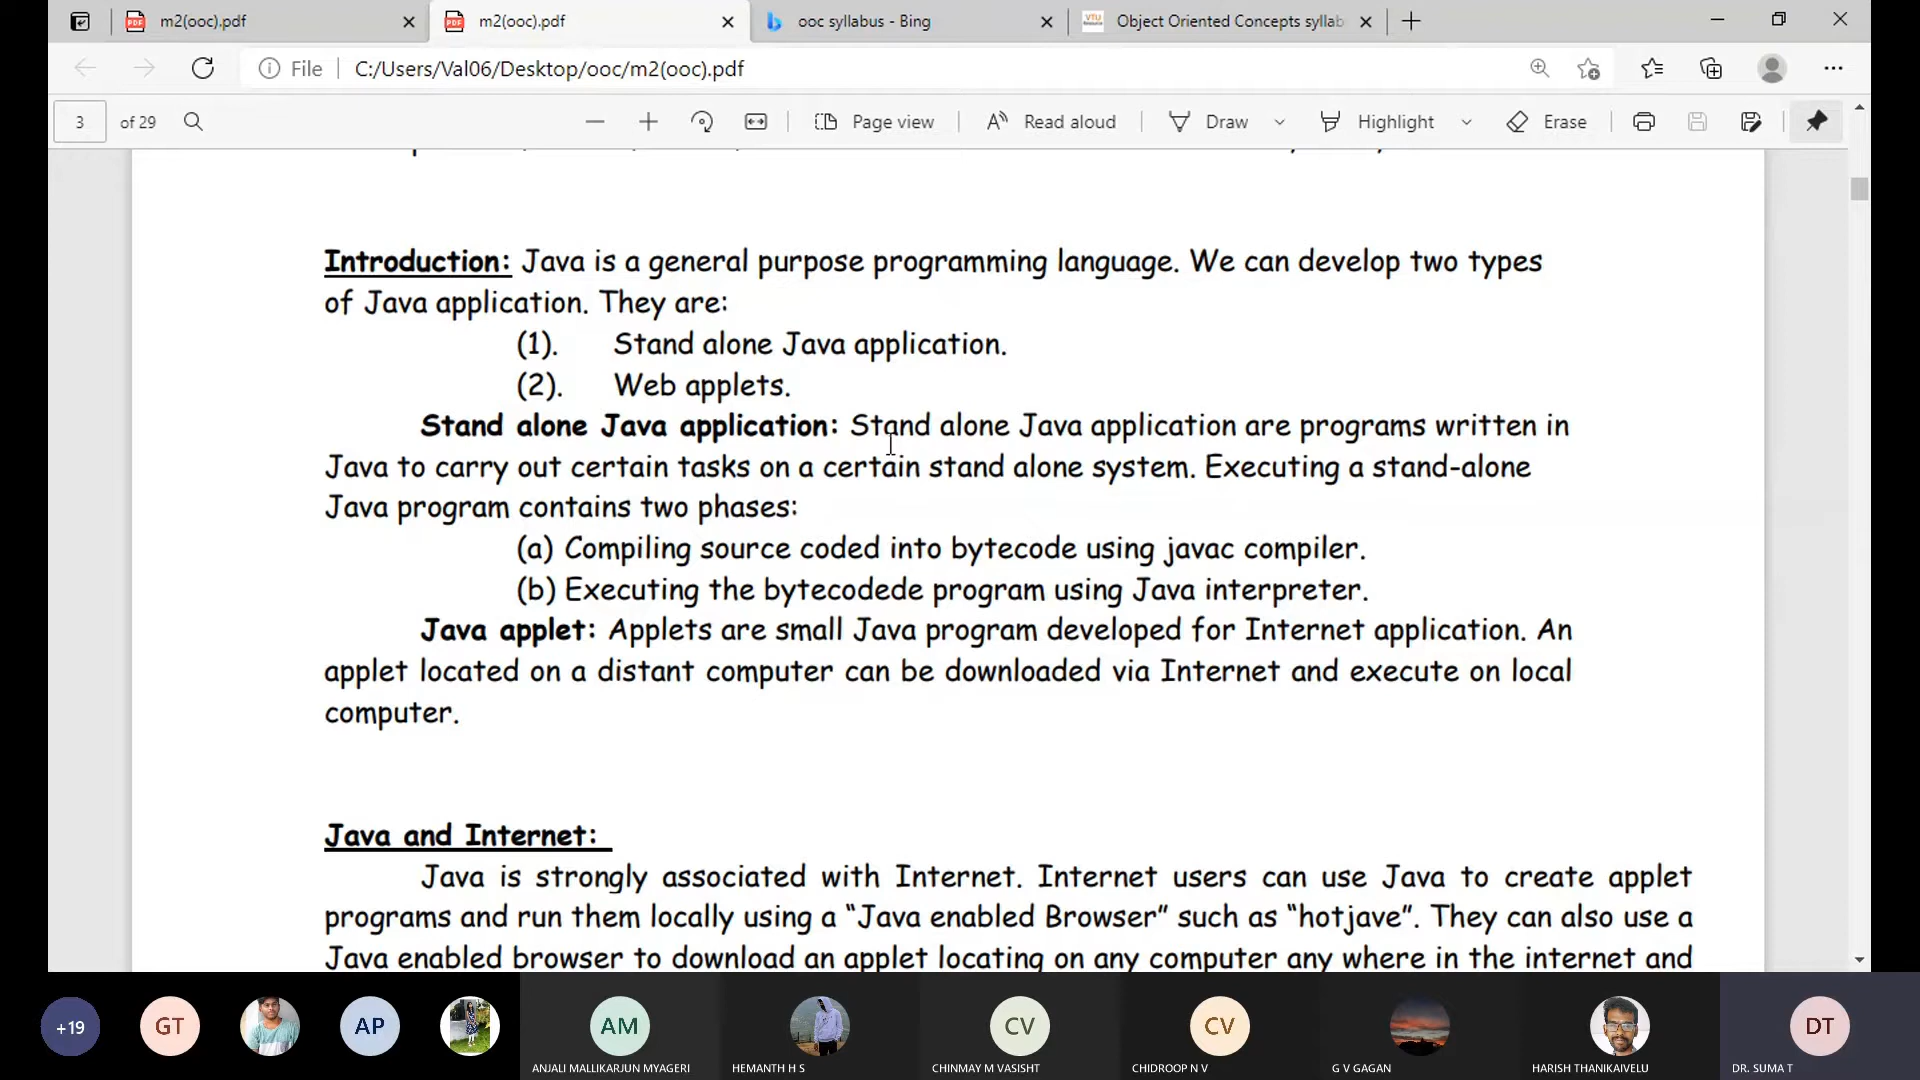 m2(ooc).pdf
m2(ooc).pdf
ooc syllabus - Bing
Object Oriented Concepts syllab
File
C:/Users/Val06/Desktop/ooc/m2(ooc).pdf
3 of 29
Page view
Read aloud
Draw
Highlight
Erase
Introduction: Java is a general purpose programming language. We can develop two types
of Java application. They are:
(1). Stand alone Java application.
(2). Web applets.
Stand alone Java application: Stand alone Java application are programs written in
Java to carry out certain tasks on a certain stand alone system. Executing a stand-alone
Java program contains two phases:
(a) Compiling source coded into bytecode using javac compiler.
(b) Executing the bytecodede program using Java interpreter.
Java applet: Applets are small Java program developed for Internet application. An
applet located on a distant computer can be downloaded via Internet and execute on local
computer.
Java and Internet:
Java is strongly associated with Internet. Internet users can use Java to create applet
programs and run them locally using a “Java enabled Browser” such as “hotjave”. They can also use a
Java enabled browser to download an applet locating on any computer any where in the internet and
+19
GT
AP
AM
CV
CV
DT
ANJALI MALLIKARJUN MYAGERI
HEMANTH H S
CHINMAY M VASISHT
CHIDROOP N V
G V GAGAN
HARISH THANIKAIVELU
DR. SUMA T